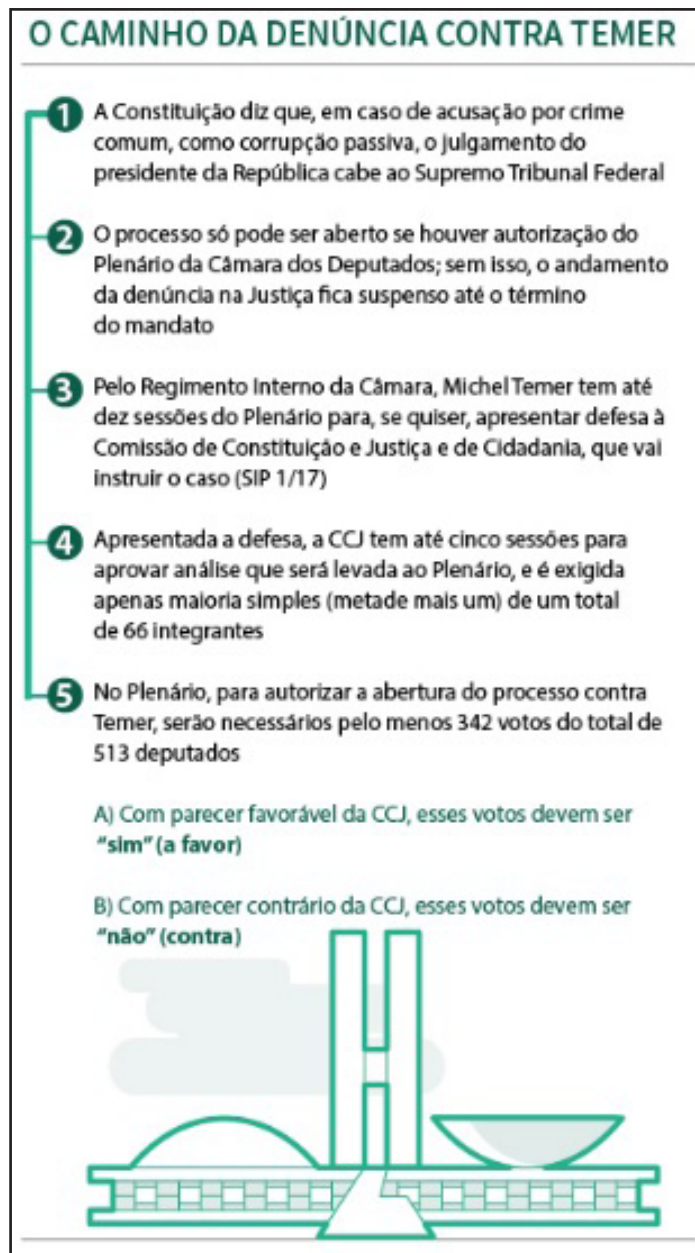 O CAMINHO DA DENÚNCIA CONTRA TEMER
1 A Constituição diz que, em caso de acusação por crime
comum, como corrupção passiva, o julgamento do
presidente da República cabe ao Supremo Tribunal Federal
2 O processo só pode ser aberto se houver autorização do
Plenário da Câmara dos Deputados; sem isso, o andamento
da denúncia na Justiça fica suspenso até o término
do mandato
3 Pelo Regimento Interno da Câmara, Michel Temer tem até
dez sessões do Plenário para, se quiser, apresentar defesa à
Comissão de Constituição e Justiça e de Cidadania, que vai
instruir o caso (SIP 1/17)
4 Apresentada a defesa, a CCJ tem até cinco sessões para
aprovar análise que será levada ao Plenário, e é exigida
apenas maioria simples (metade mais um) de um total
de 66 integrantes
5 No Plenário, para autorizar a abertura do processo contra
Temer, serão necessários pelo menos 342 votos do total de
513 deputados
A) Com parecer favorável da CCJ, esses votos devem ser
"sim" (a favor)
B) Com parecer contrário da CCJ, esses votos devem ser
"não" (contra)